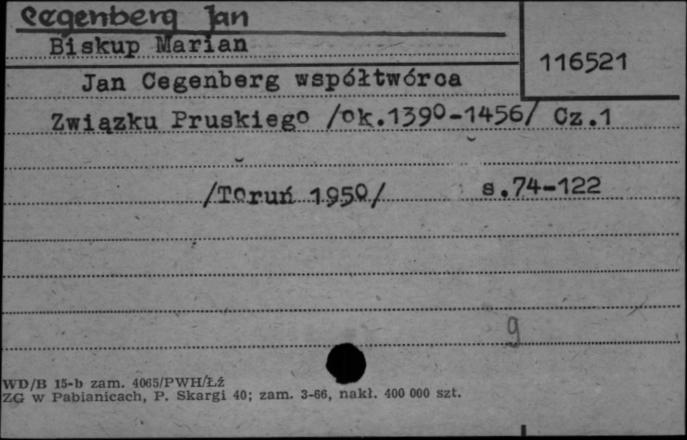 Cegenberg Jan
Biskup Marian
116521
Jan Cegenberg współtwórca
Związku Pruskiego /ok.1390-1456/ Cz.1
/Toruń 1950/ s.74-122
9
WD/B 15-b zam. 4065/PWH/Łź
ZG w Pabianicach, P. Skargi 40; zam. 3-66, nakł. 400 000 szt.